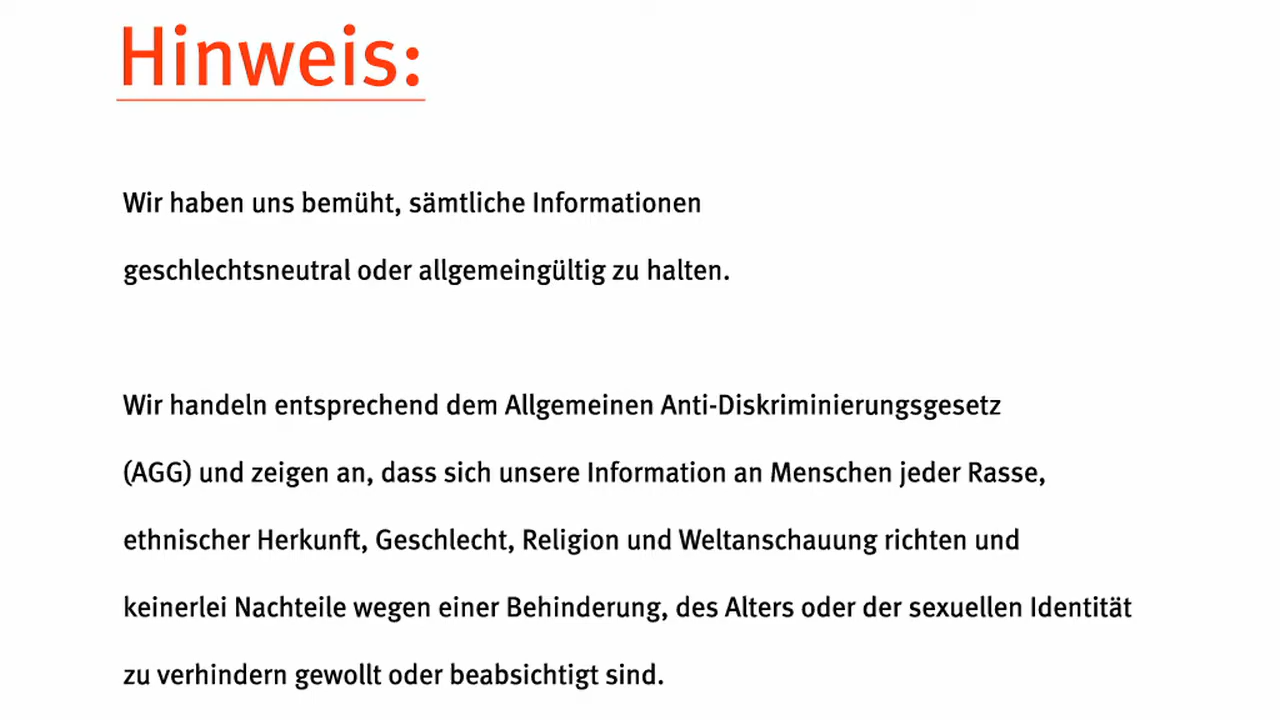 Hinweis:
Wir haben uns bemüht, sämtliche Informationen
geschlechtsneutral oder allgemeingültig zu halten.
Wir handeln entsprechend dem Allgemeinen Anti-Diskriminierungsgesetz
(AGG) und zeigen an, dass sich unsere Information an Menschen jeder Rasse,
ethnischer Herkunft, Geschlecht, Religion und Weltanschauung richten und
keinerlei Nachteile wegen einer Behinderung, des Alters oder der sexuellen Identität
zu verhindern gewollt oder beabsichtigt sind.